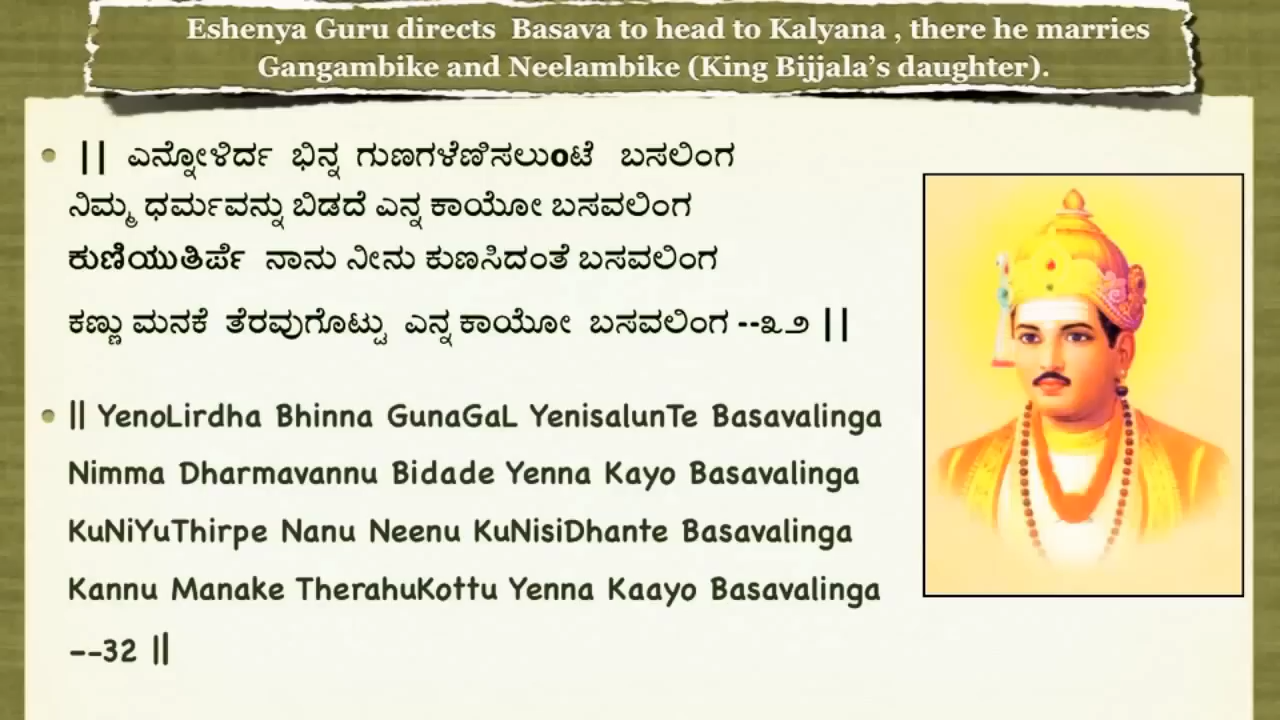 Eshenya Guru directs Basava to head to Kalyana , there he marries
Gangambike and Neelambike (King Bijjala’s daughter).
• || ಎನ್ನೋಳಿರ್ದ ಭಿನ್ನ ಗುಣಗಳೆಣಿಸಲುoಟೆ ಬಸಲಿಂಗ
ನಿಮ್ಮ ಧರ್ಮವನ್ನು ಬಿಡದೆ ಎನ್ನ ಕಾಯೋ ಬಸವಲಿಂಗ
ಕುಣಿಯುತಿರ್ಪೆ ನಾನು ನೀನು ಕುಣಸಿದಂತೆ ಬಸವಲಿಂಗ
ಕಣ್ಣು ಮನಕೆ ತೆರವುಗೊಟ್ಟು ಎನ್ನ ಕಾಯೋ ಬಸವಲಿಂಗ --೩೨ ||
• || YenoLirdha Bhinna GunaGaL YenisalunTe Basavalinga
Nimma Dharmavannu Bidade Yenna Kayo Basavalinga
KuNiYuThirpe Nanu Neenu KuNisiDhante Basavalinga
Kannu Manake TherahuKottu Yenna Kaayo Basavalinga
--32 ||